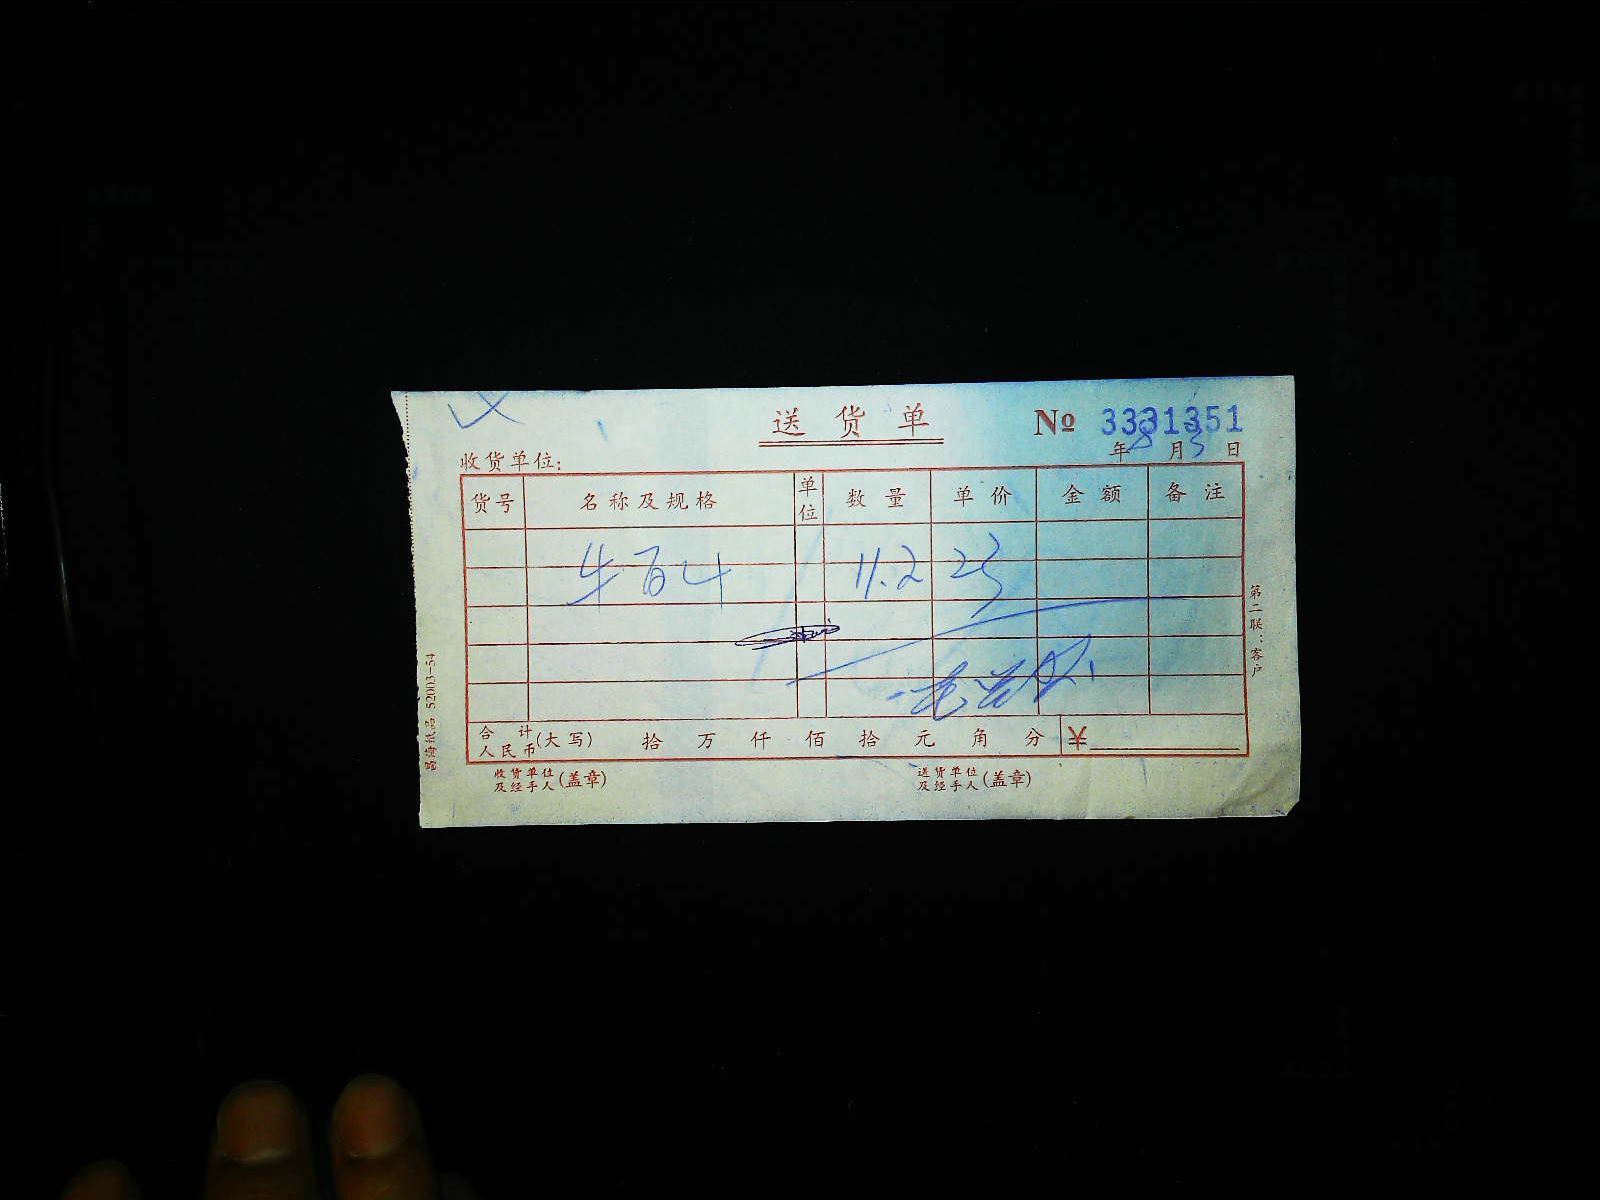 送货单 № 3331351
年 8 月 3 日
收货单位:
货号 名称及规格 单位 数量 单价 金额 备注
牛百叶 11.2 23
合计人民币(大写) 拾 万 仟 佰 拾 元 角 分 ¥
收货单位及经手人(盖章) 送货单位及经手人(盖章)
第二联:客户
52003-54